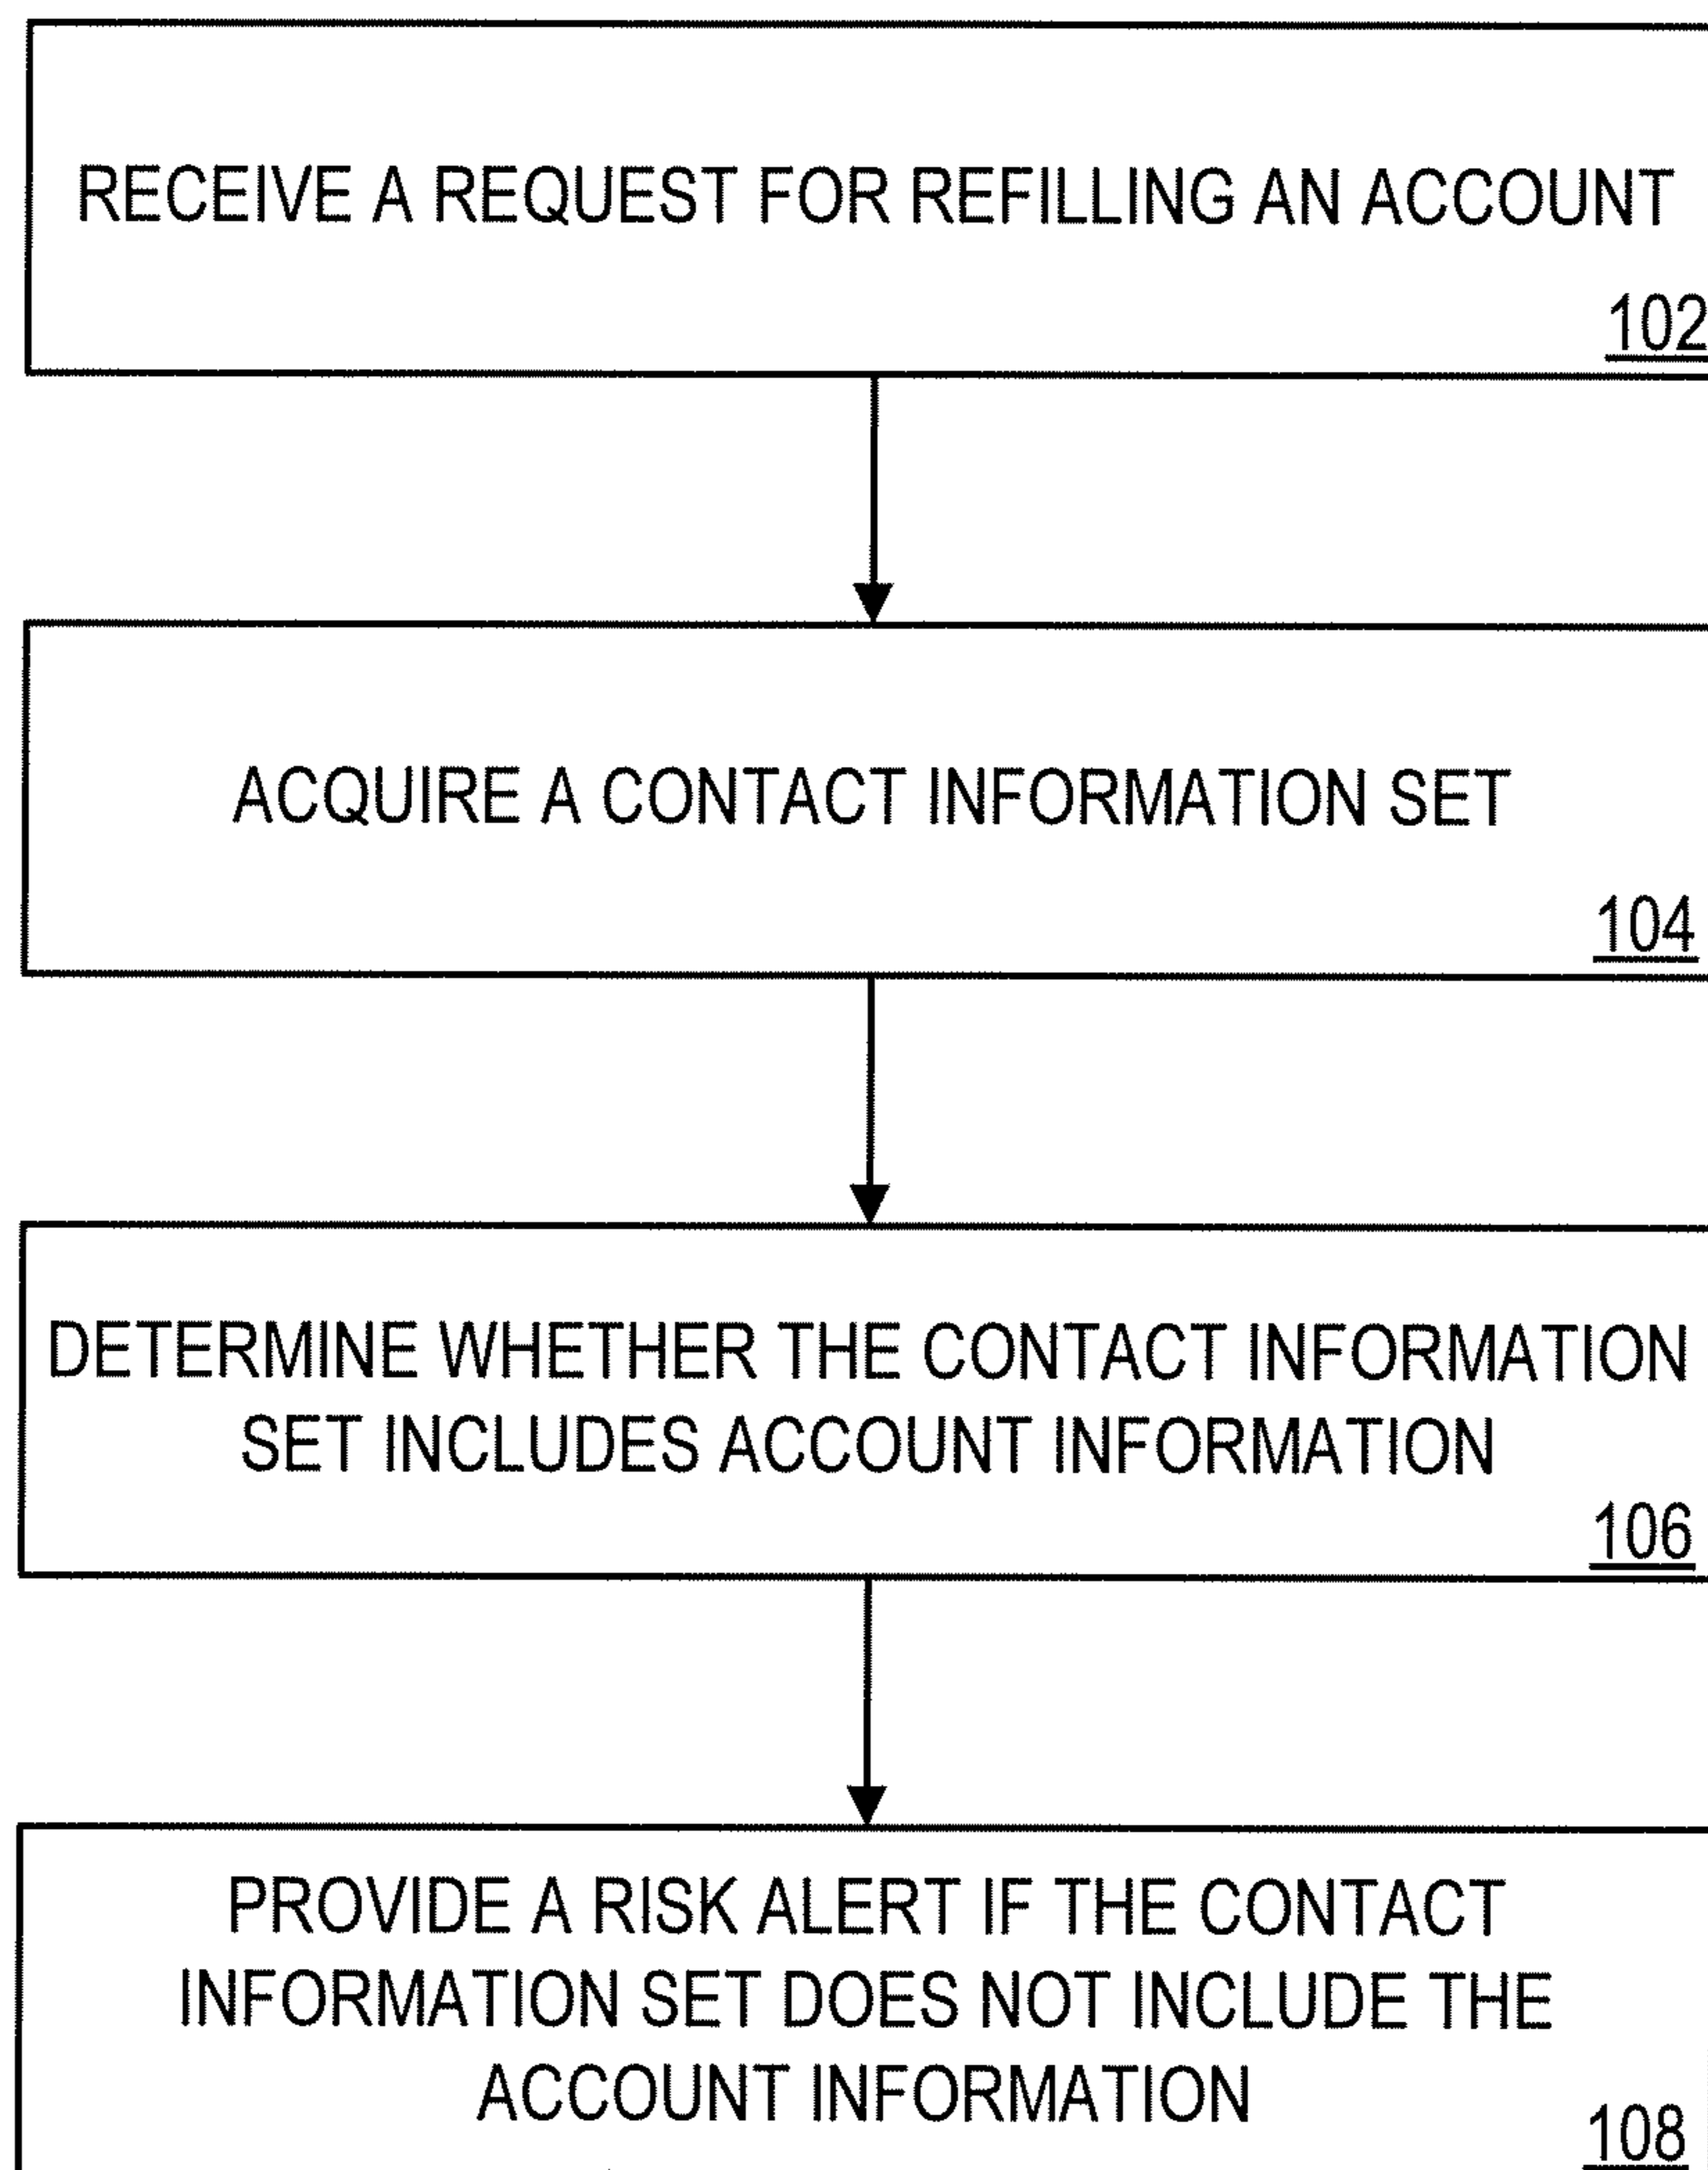 RECEIVE A REQUEST FOR REFILLING AN ACCOUNT
102
ACQUIRE A CONTACT INFORMATION SET
104
DETERMINE WHETHER THE CONTACT INFORMATION
SET INCLUDES ACCOUNT INFORMATION
106
PROVIDE A RISK ALERT IF THE CONTACT
INFORMATION SET DOES NOT INCLUDE THE
ACCOUNT INFORMATION
108